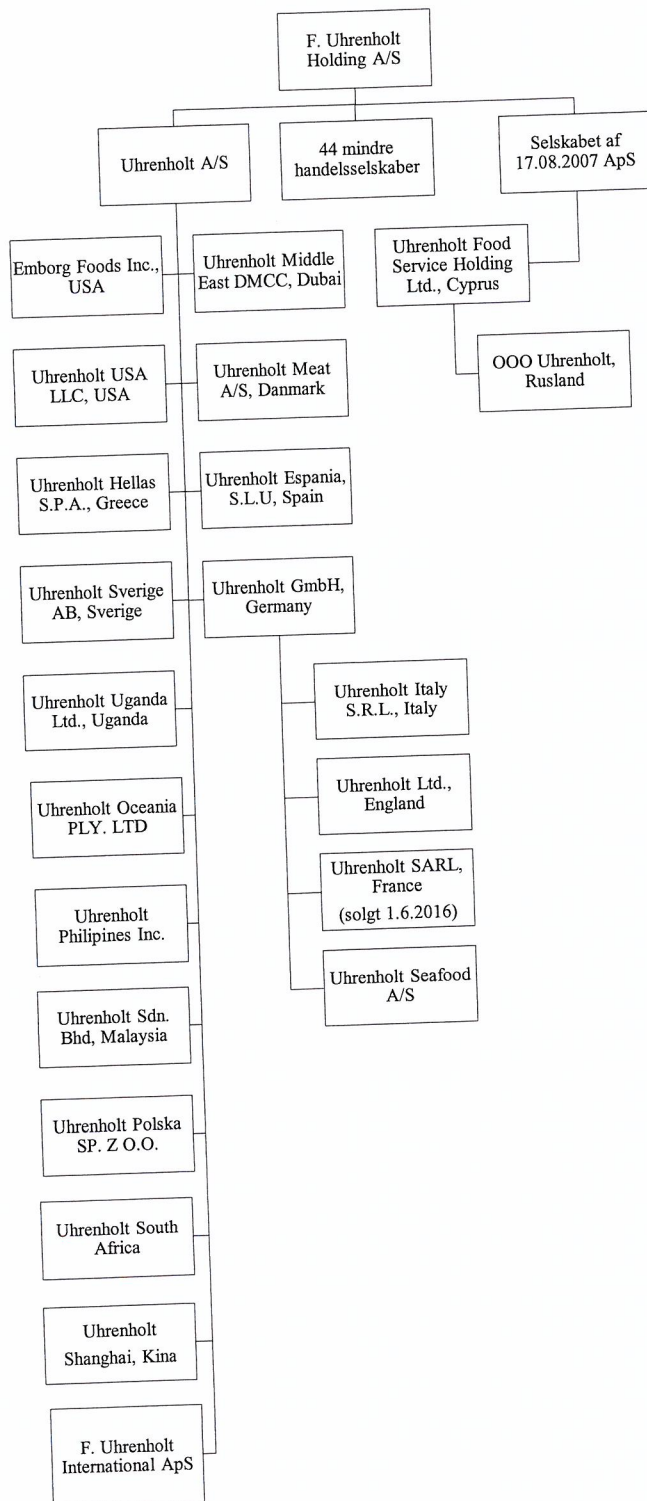 F. Uhrenholt
Holding A/S
Uhrenholt A/S
44 mindre
handelsselskaber
Selskabet af
17.08.2007 ApS
Emborg Foods Inc.,
USA
Uhrenholt Middle
East DMCC, Dubai
Uhrenholt Food
Service Holding
Ltd., Cyprus
Uhrenholt USA
LLC, USA
Uhrenholt Meat
A/S, Danmark
OOO Uhrenholt,
Rusland
Uhrenholt Hellas
S.P.A., Greece
Uhrenholt Espania,
S.L.U, Spain
Uhrenholt Sverige
AB, Sverige
Uhrenholt GmbH,
Germany
Uhrenholt Uganda
Ltd., Uganda
Uhrenholt Italy
S.R.L., Italy
Uhrenholt Oceania
PLY. LTD
Uhrenholt Ltd.,
England
Uhrenholt
Philipines Inc.
Uhrenholt SARL,
France
(solgt 1.6.2016)
Uhrenholt Sdn.
Bhd, Malaysia
Uhrenholt Seafood
A/S
Uhrenholt Polska
SP. Z O.O.
Uhrenholt South
Africa
Uhrenholt
Shanghai, Kina
F. Uhrenholt
International ApS